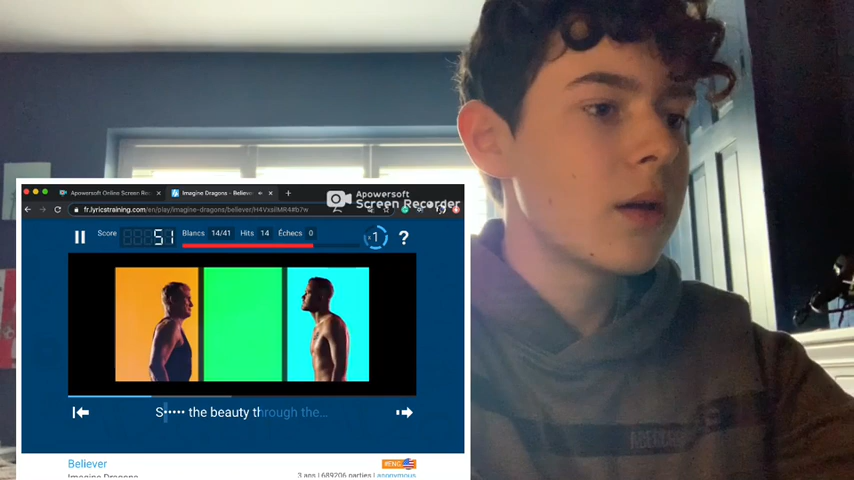 Apowersoft Online Screen Rec
Imagine Dragons - Believer
Apowersoft
Screen Recorder
fr.lyricstraining.com/en/play/imagine-dragons/believer/H4VxsilMR4#b7w
Score 51 Blancs 14/41 Hits 14 Échecs 0 x1 ?
S••••• the beauty through the...
Believer
#ENG
Imagine Dragons
3 ans | 689206 parties | anonymous